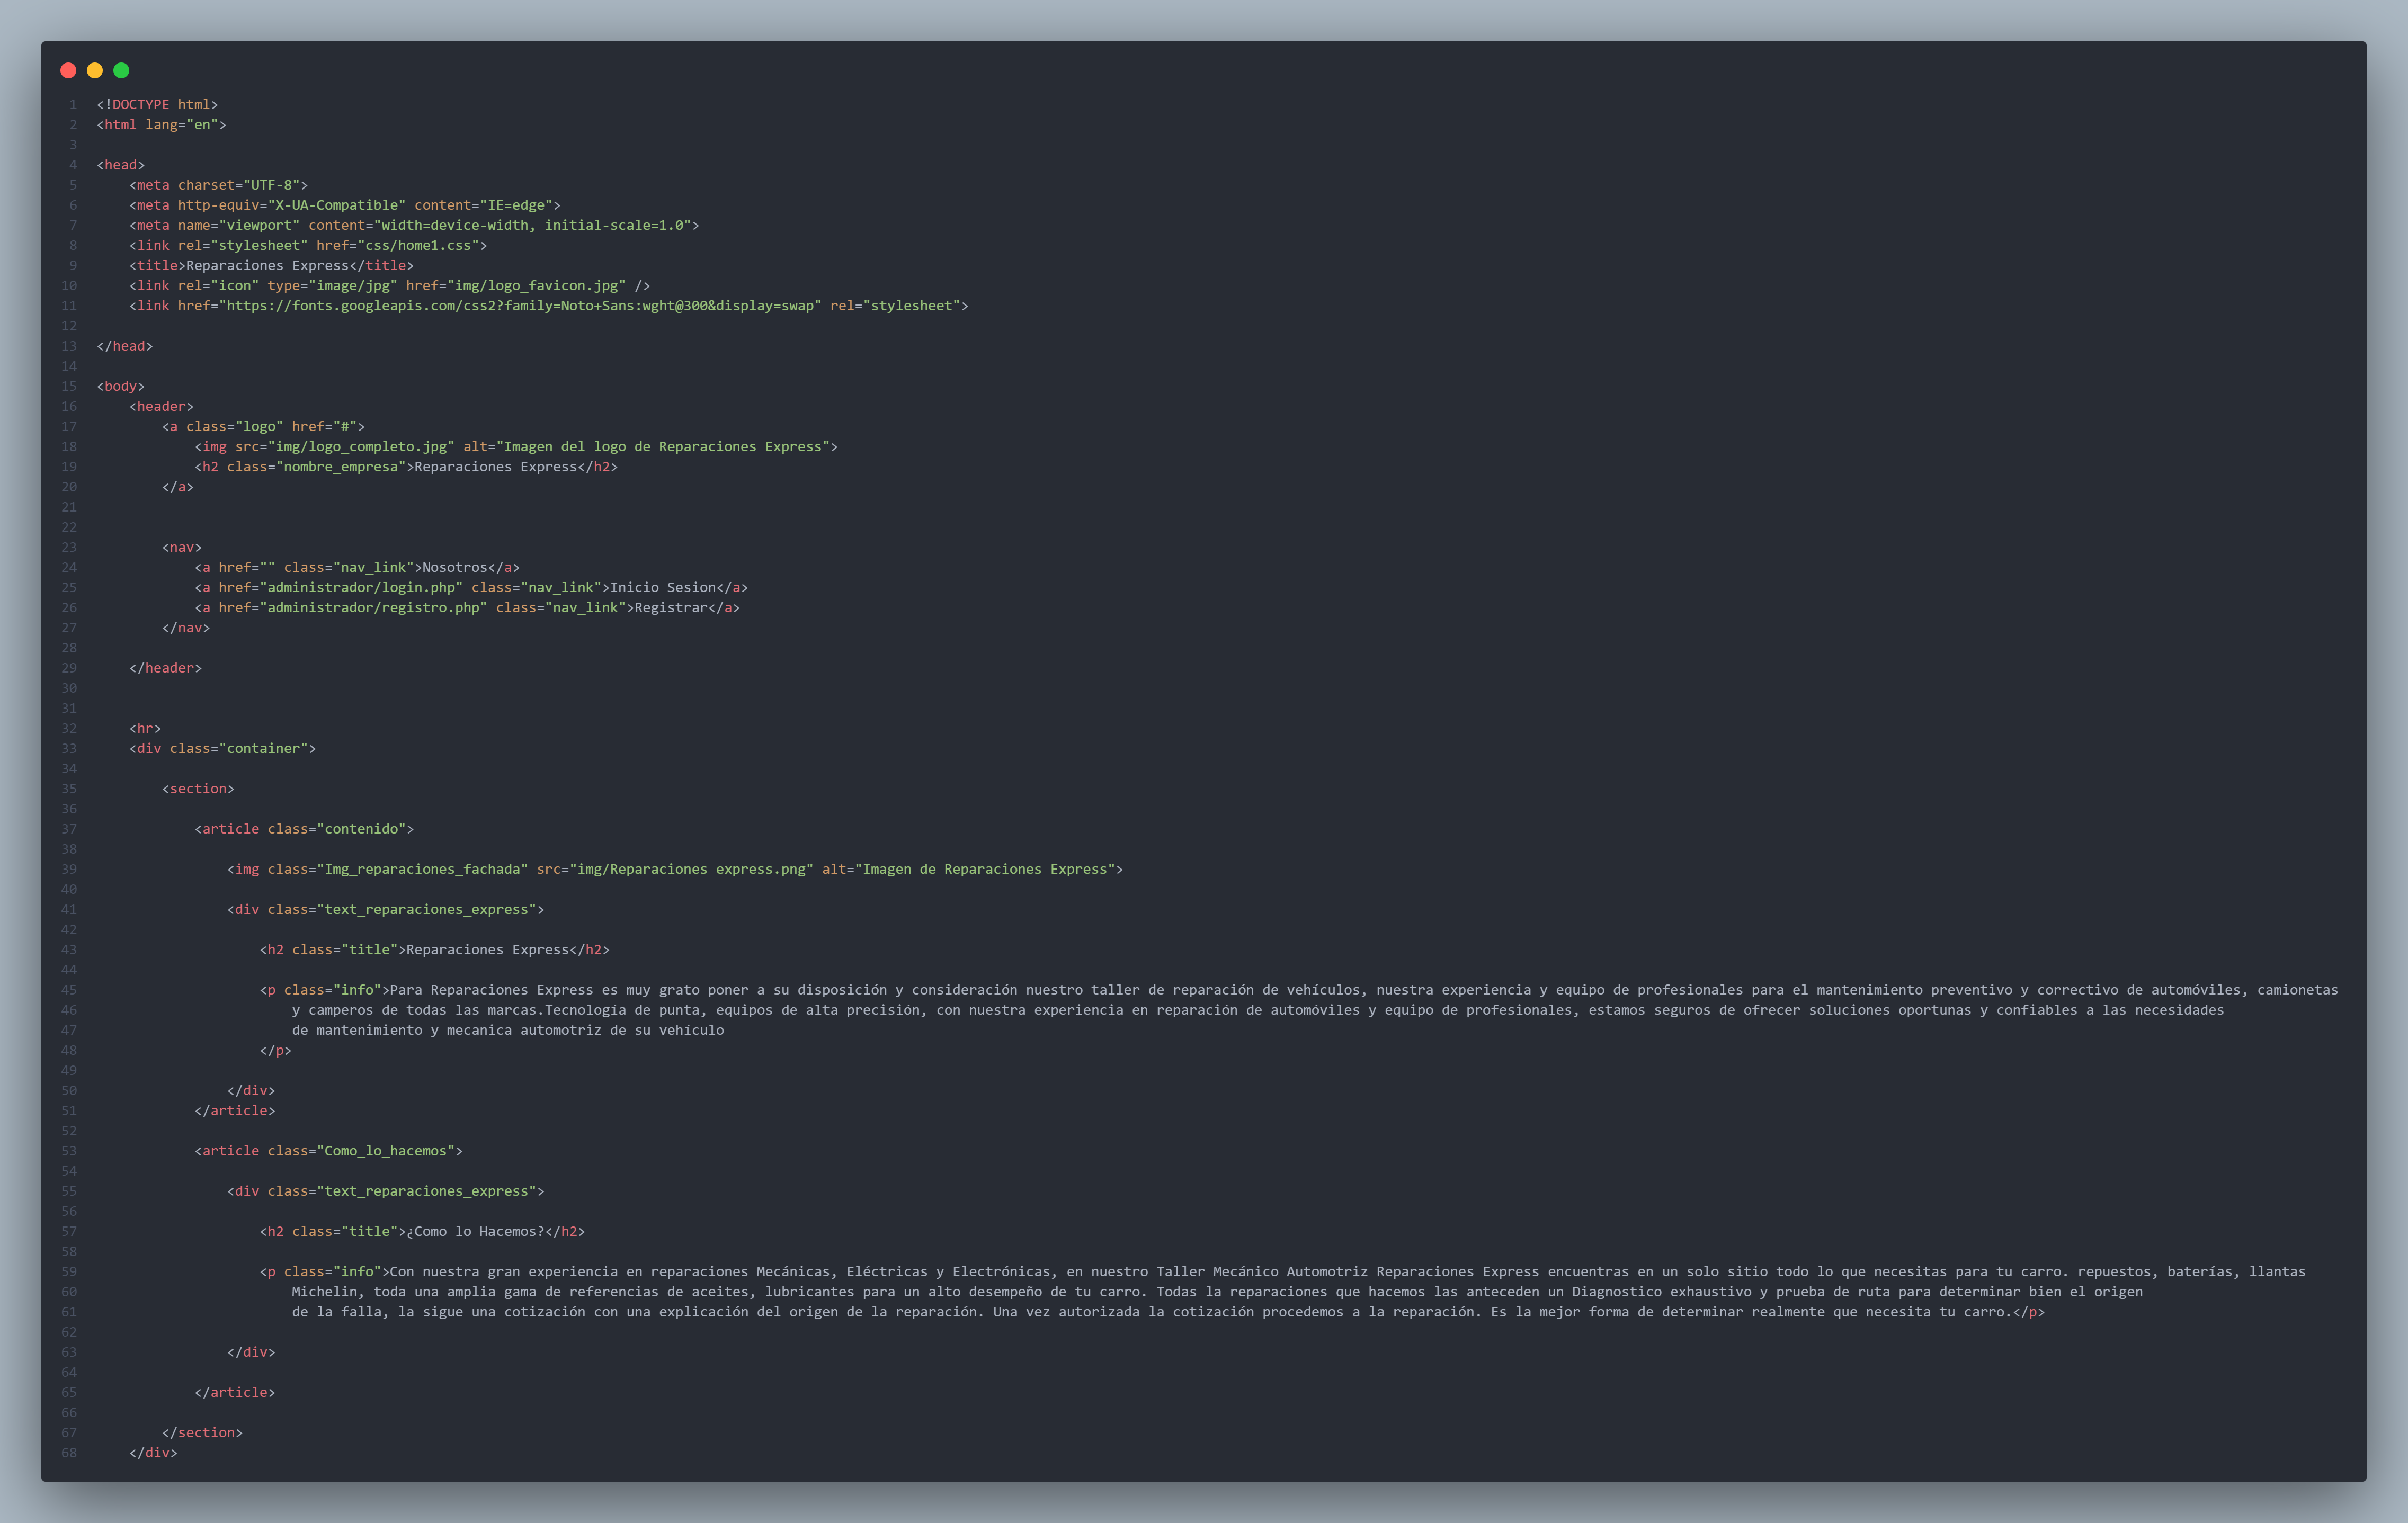 1 <!DOCTYPE html>
2 <html lang="en">
3
4 <head>
5     <meta charset="UTF-8">
6     <meta http-equiv="X-UA-Compatible" content="IE=edge">
7     <meta name="viewport" content="width=device-width, initial-scale=1.0">
8     <link rel="stylesheet" href="css/home1.css">
9     <title>Reparaciones Express</title>
10     <link rel="icon" type="image/jpg" href="img/logo_favicon.jpg" />
11     <link href="https://fonts.googleapis.com/css2?family=Noto+Sans:wght@300&display=swap" rel="stylesheet">
12
13 </head>
14
15 <body>
16     <header>
17         <a class="logo" href="#">
18             <img src="img/logo_completo.jpg" alt="Imagen del logo de Reparaciones Express">
19             <h2 class="nombre_empresa">Reparaciones Express</h2>
20         </a>
21
22
23         <nav>
24             <a href="" class="nav_link">Nosotros</a>
25             <a href="administrador/login.php" class="nav_link">Inicio Sesion</a>
26             <a href="administrador/registro.php" class="nav_link">Registrar</a>
27         </nav>
28
29     </header>
30
31
32     <hr>
33     <div class="container">
34
35         <section>
36
37             <article class="contenido">
38
39                 <img class="Img_reparaciones_fachada" src="img/Reparaciones express.png" alt="Imagen de Reparaciones Express">
40
41                 <div class="text_reparaciones_express">
42
43                     <h2 class="title">Reparaciones Express</h2>
44
45                     <p class="info">Para Reparaciones Express es muy grato poner a su disposición y consideración nuestro taller de reparación de vehículos, nuestra experiencia y equipo de profesionales para el mantenimiento preventivo y correctivo de automóviles, camionetas
46                         y camperos de todas las marcas.Tecnología de punta, equipos de alta precisión, con nuestra experiencia en reparación de automóviles y equipo de profesionales, estamos seguros de ofrecer soluciones oportunas y confiables a las necesidades
47                         de mantenimiento y mecanica automotriz de su vehículo
48                     </p>
49
50                 </div>
51             </article>
52
53             <article class="Como_lo_hacemos">
54
55                 <div class="text_reparaciones_express">
56
57                     <h2 class="title">¿Como lo Hacemos?</h2>
58
59                     <p class="info">Con nuestra gran experiencia en reparaciones Mecánicas, Eléctricas y Electrónicas, en nuestro Taller Mecánico Automotriz Reparaciones Express encuentras en un solo sitio todo lo que necesitas para tu carro. repuestos, baterías, llantas
60                         Michelin, toda una amplia gama de referencias de aceites, lubricantes para un alto desempeño de tu carro. Todas la reparaciones que hacemos las anteceden un Diagnostico exhaustivo y prueba de ruta para determinar bien el origen
61                         de la falla, la sigue una cotización con una explicación del origen de la reparación. Una vez autorizada la cotización procedemos a la reparación. Es la mejor forma de determinar realmente que necesita tu carro.</p>
62
63                 </div>
64
65             </article>
66
67         </section>
68     </div>